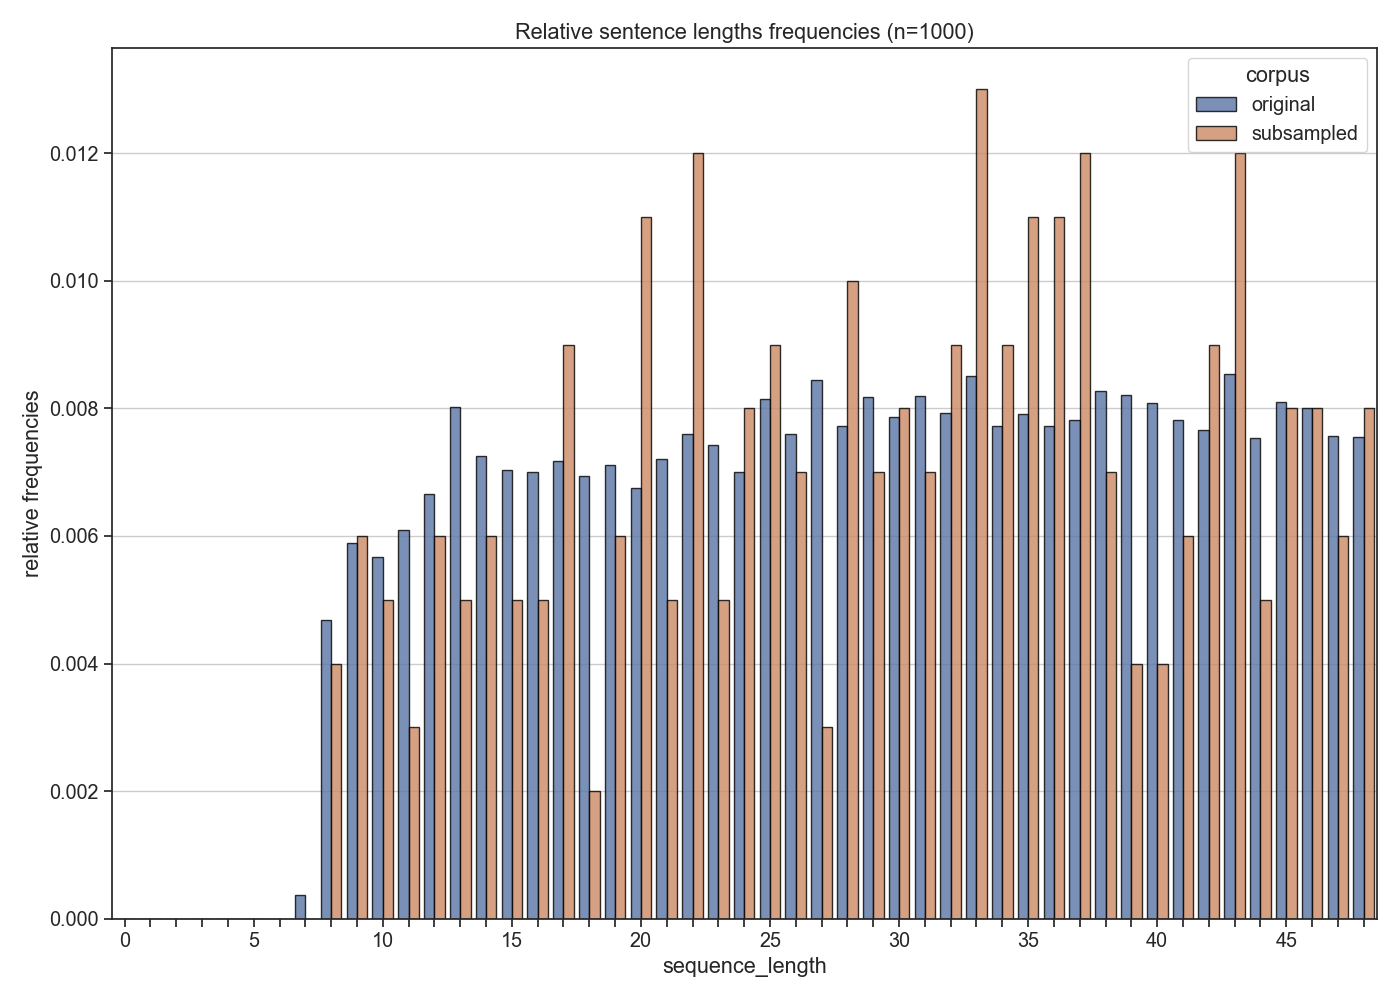 Relative sentence lengths frequencies (n=1000)
corpus
original
subsampled
0.012
0.010
0.008
0.006
0.004
0.002
0.000
relative frequencies
0 5 10 15 20 25 30 35 40 45
sequence_length